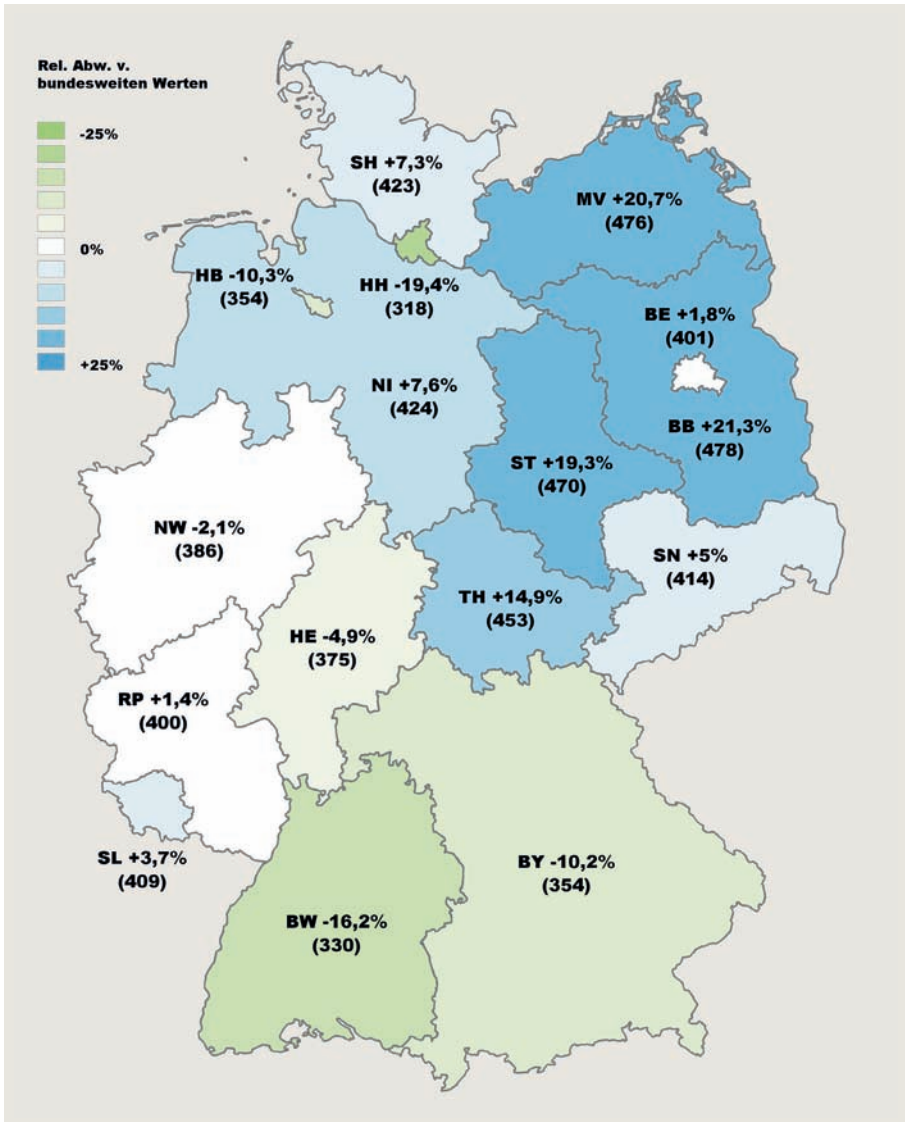 Rel. Abw. v.
bundesweiten Werten
-25%
0%
+25%
SH +7,3%
(423)
MV +20,7%
(476)
HB -10,3%
(354)
HH -19,4%
(318)
BE +1,8%
(401)
NI +7,6%
(424)
BB +21,3%
(478)
ST +19,3%
(470)
NW -2,1%
(386)
SN +5%
(414)
TH +14,9%
(453)
HE -4,9%
(375)
RP +1,4%
(400)
SL +3,7%
(409)
BY -10,2%
(354)
BW -16,2%
(330)